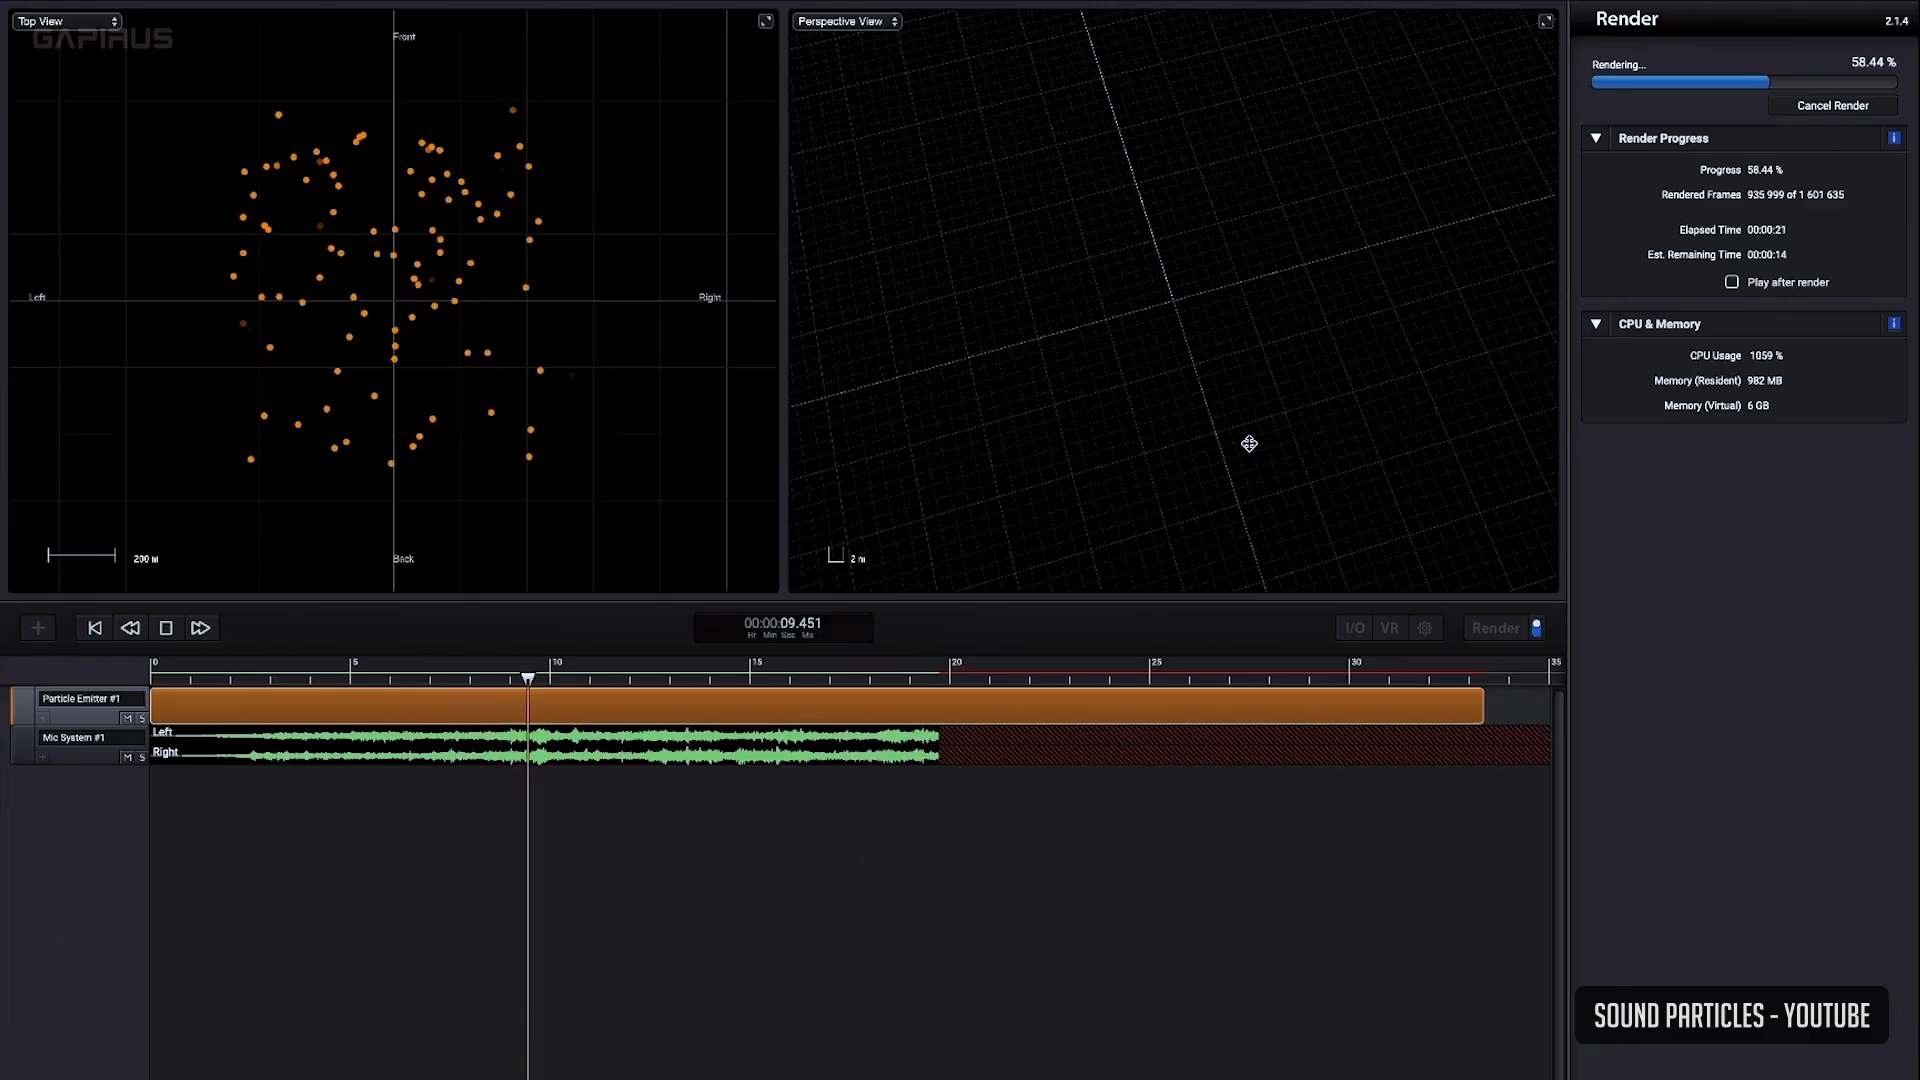 Top View
GAPIRUS
Front
Left
Right
Back
200 m
Perspective View
2 m
Render
2.1.4
Rendering...
58.44 %
Cancel Render
Render Progress
i
Progress 58.44 %
Rendered Frames 935 999 of 1 601 635
Elapsed Time 00:00:21
Est. Remaining Time 00:00:14
Play after render
CPU & Memory
i
CPU Usage 1059 %
Memory (Resident) 982 MB
Memory (Virtual) 6 GB
00:00:09.451
Hr Min Sec Ms
I/O
VR
Render
0 5 10 15 20 25 30 35
Particle Emitter #1
M S
Mic System #1
M S
Left
Right
SOUND PARTICLES - YOUTUBE